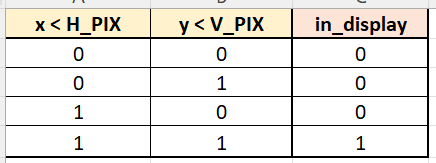 x < H_PIX y < V_PIX in_display
0 0 0
0 1 0
1 0 0
1 1 1